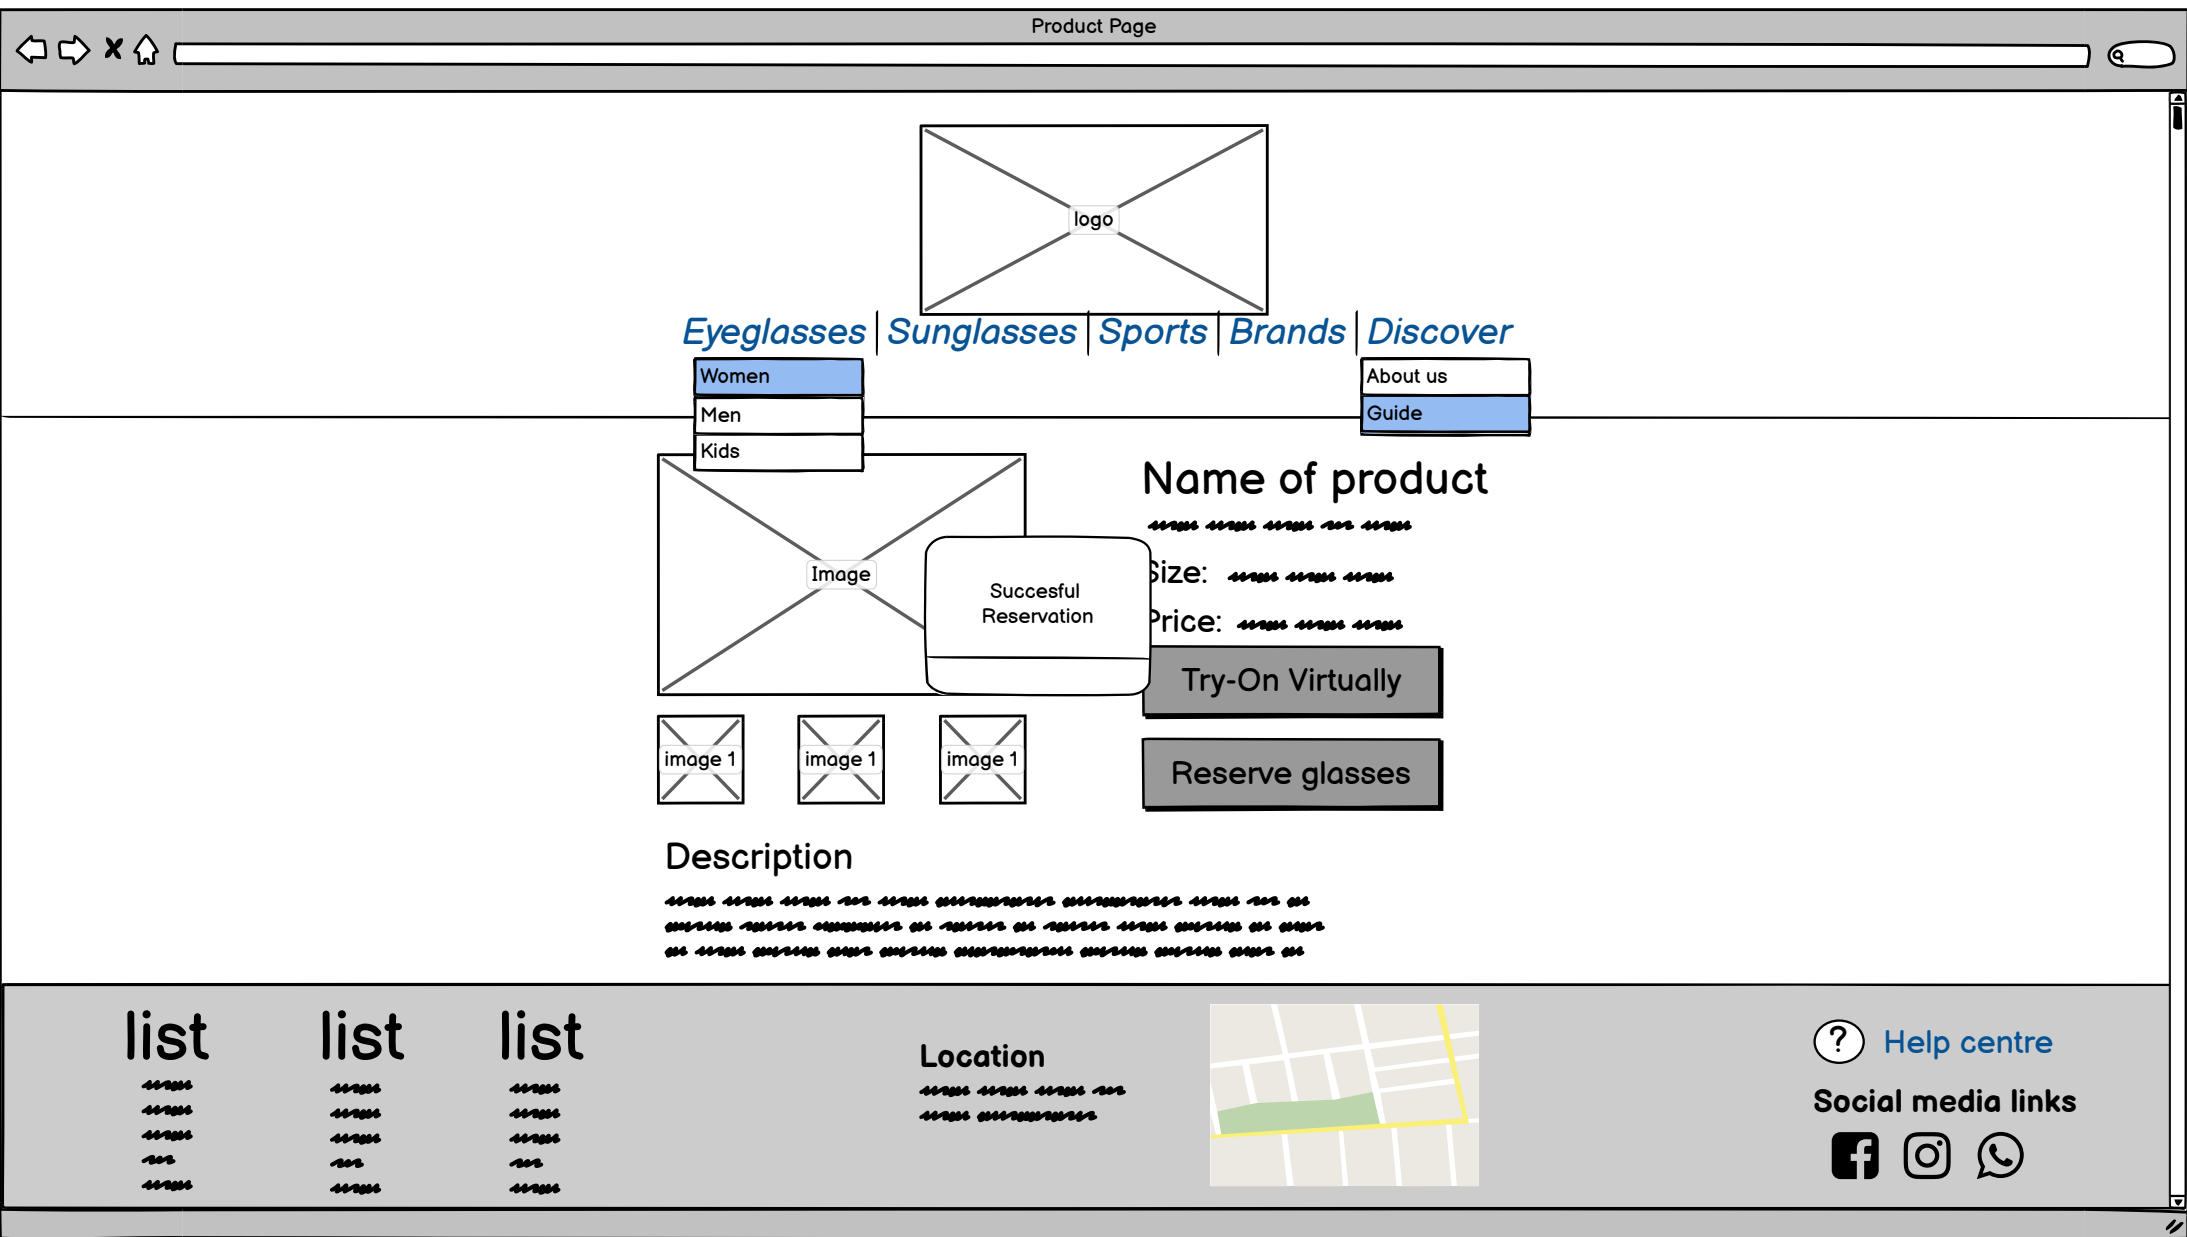 Product Page
logo
Eyeglasses Sunglasses Sports Brands Discover
Women
Men
Kids
About us
Guide
Image
Name of product
Size:
Price:
Succesful
Reservation
Try-On Virtually
Reserve glasses
image 1 image 1 image 1
Description
list list list
Location
? Help centre
Social media links